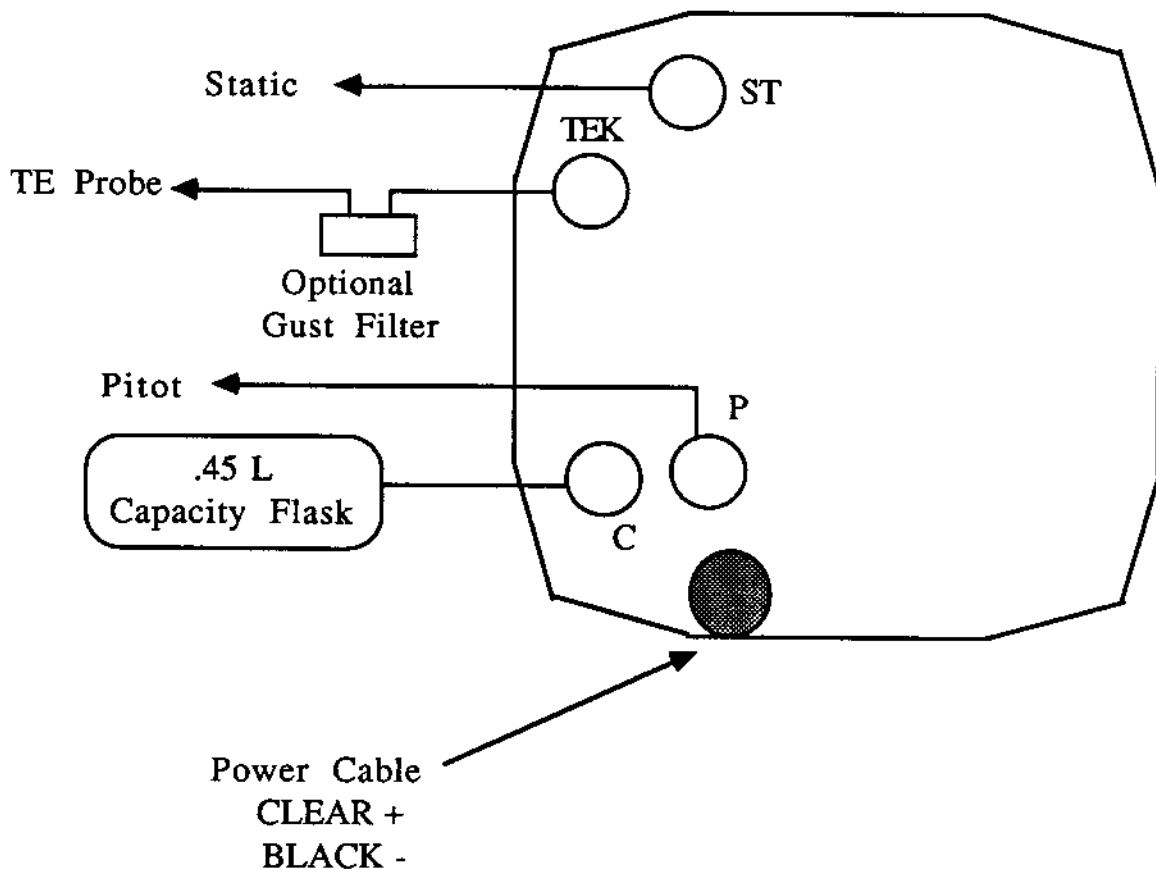 Static
ST
TEK
TE Probe
Optional
Gust Filter
Pitot
P
.45 L
Capacity Flask
C
Power Cable
CLEAR +
BLACK -